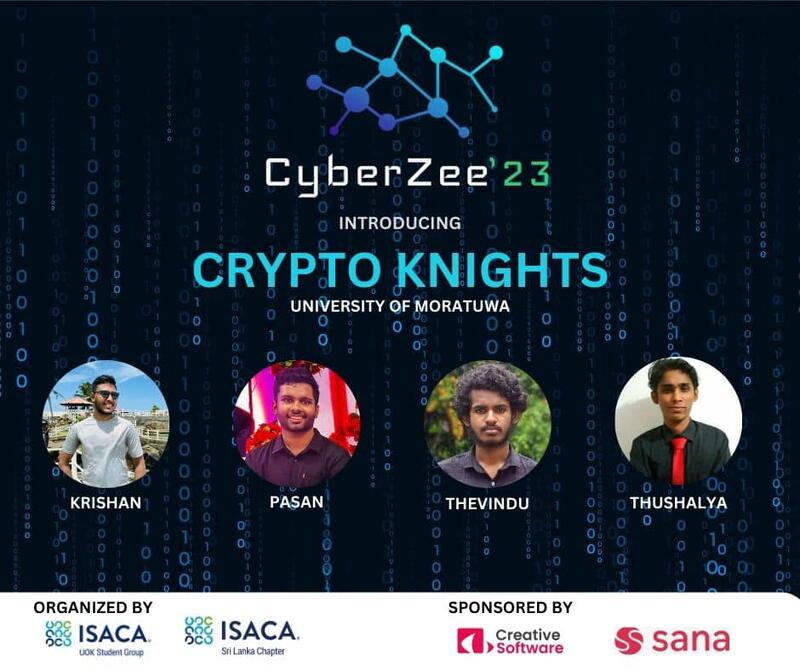 CyberZee'23
INTRODUCING
CRYPTO KNIGHTS
UNIVERSITY OF MORATUWA
KRISHAN
PASAN
THEVINDU
THUSHALYA
ORGANIZED BY
SPONSORED BY
ISACA.
UOK Student Group
ISACA.
Sri Lanka Chapter
Creative
Software
sana